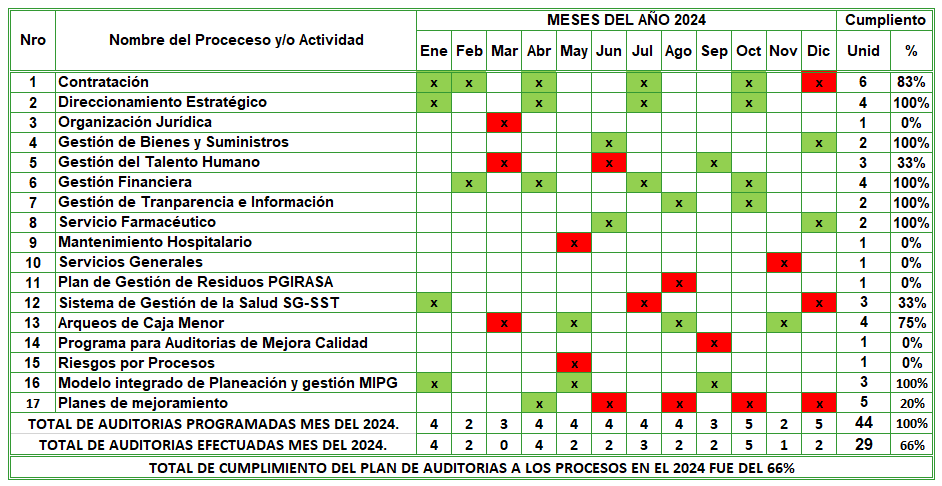 Nro Nombre del Proceceso y/o Actividad MESES DEL AÑO 2024 Cumpliento
Ene Feb Mar Abr May Jun Jul Ago Sep Oct Nov Dic Unid %
1 Contratación x x x x x x 6 83%
2 Direccionamiento Estratégico x x x x 4 100%
3 Organización Jurídica x 1 0%
4 Gestión de Bienes y Suministros x x 2 100%
5 Gestión del Talento Humano x x x 3 33%
6 Gestión Financiera x x x x 4 100%
7 Gestión de Tranparencia e Información x x 2 100%
8 Servicio Farmacéutico x x 2 100%
9 Mantenimiento Hospitalario x 1 0%
10 Servicios Generales x 1 0%
11 Plan de Gestión de Residuos PGIRASA x 1 0%
12 Sistema de Gestión de la Salud SG-SST x x x 3 33%
13 Arqueos de Caja Menor x x x x 4 75%
14 Programa para Auditorias de Mejora Calidad x 1 0%
15 Riesgos por Procesos x 1 0%
16 Modelo integrado de Planeación y gestión MIPG x x x 3 100%
17 Planes de mejoramiento x x x x x 5 20%
TOTAL DE AUDITORIAS PROGRAMADAS MES DEL 2024. 4 2 3 4 4 4 4 4 3 5 2 5 44 100%
TOTAL DE AUDITORIAS EFECTUADAS MES DEL 2024. 4 2 0 4 2 2 3 2 2 5 1 2 29 66%
TOTAL DE CUMPLIMIENTO DEL PLAN DE AUDITORIAS A LOS PROCESOS EN EL 2024 FUE DEL 66%